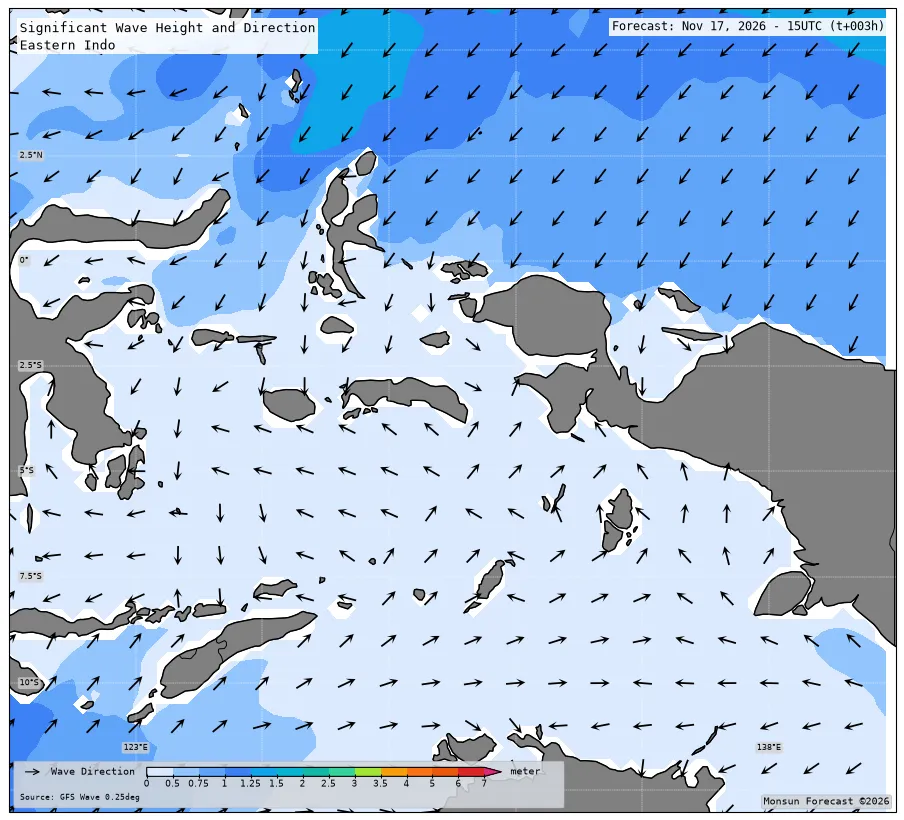 Significant Wave Height and Direction
Eastern Indo
Forecast: Nov 17, 2026 - 15UTC (t+003h)
2.5°N
0°
2.5°S
5°S
7.5°S
10°S
123°E
138°E
Wave Direction
meter
0 0.5 0.75 1 1.25 1.5 2 2.5 3 3.5 4 5 6 7
Source: GFS Wave 0.25deg
Monsun Forecast ©2026